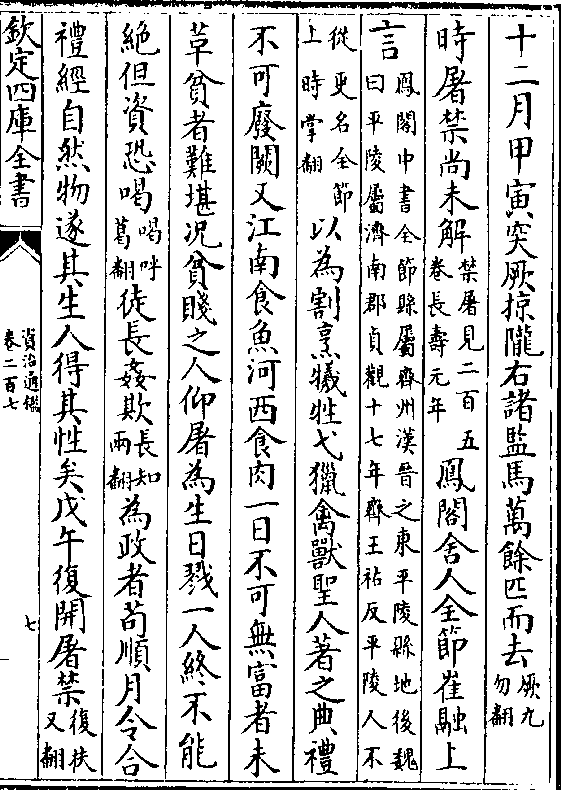 十二月甲寅突厥掠隴右諸監馬萬餘匹而去厥九勿翻
時屠禁尚未解禁屠見二百五卷長壽元年鳳閣舍人全節崔融上
言鳳閣中書全節縣屬齊州漢晉之東平陵縣地後魏曰平陵屬濟南郡貞觀十七年齊王祐反平陵人不
從更名全節上時掌翻以為割烹犧牲弋獵禽獸聖人著之典禮
不可廢闕又江南食魚河西食肉一日不可無富者未
革貧者難堪况貧賤之人仰屠為生日戮一人終不能
絶但資恐喝喝呼葛翻徒長姦欺長知兩翻為政者苟順月令合
禮經自然物遂其生人得其性矣戊午復開屠禁復扶又翻
欽定四庫全書
資治通鑑
卷二百七
七